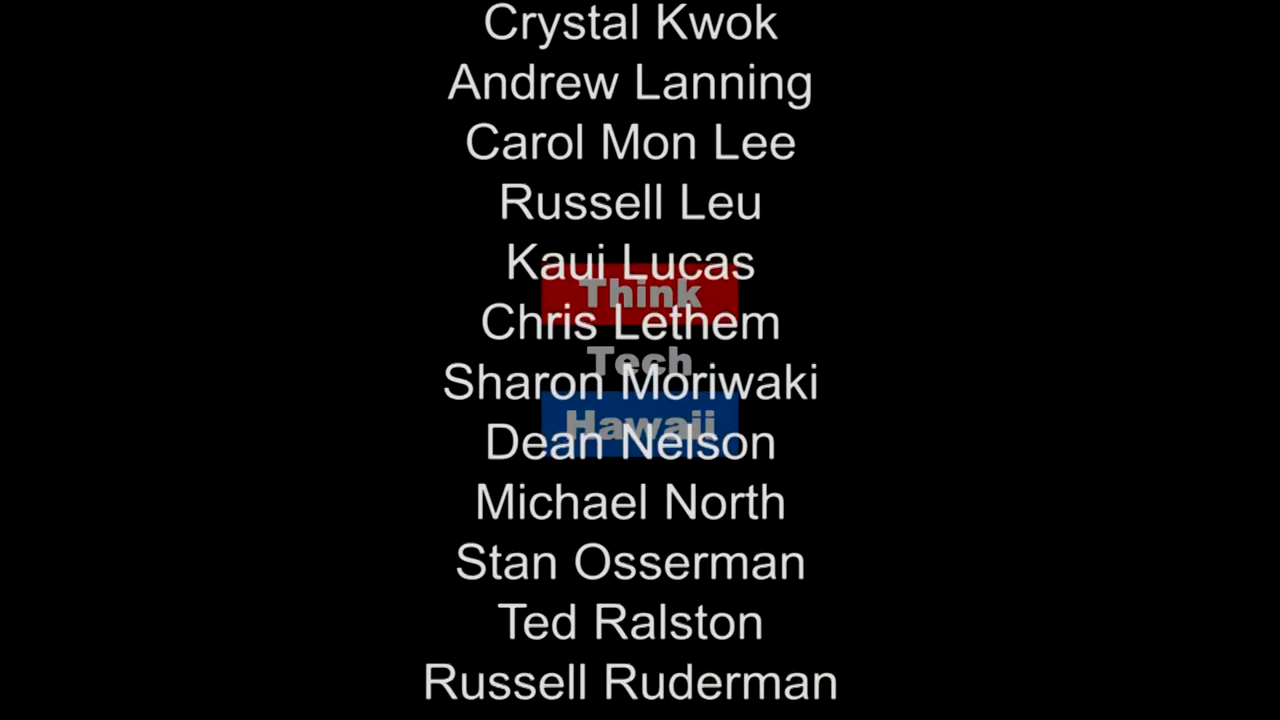 Crystal Kwok
Andrew Lanning
Carol Mon Lee
Russell Leu
Kaui Lucas
Think
Chris Lethem
Tech
Sharon Moriwaki
Hawaii
Dean Nelson
Michael North
Stan Osserman
Ted Ralston
Russell Ruderman